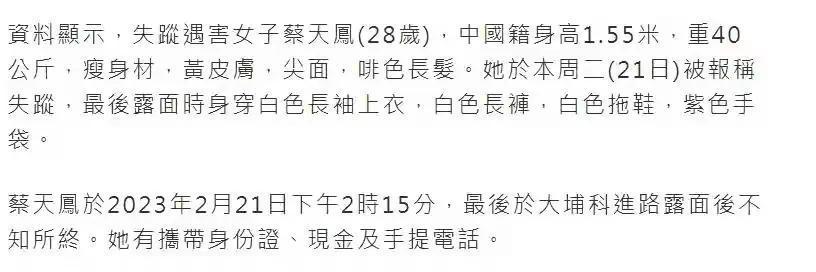 資料顯示，失蹤遇害女子蔡天鳳(28歲)，中國籍身高1.55米，重40
公斤，瘦身材，黃皮膚，尖面，啡色長髮。她於本周二(21日)被報稱
失蹤，最後露面時身穿白色長袖上衣，白色長褲，白色拖鞋，紫色手
袋。
蔡天鳳於2023年2月21日下午2時15分，最後於大埔科進路露面後不
知所終。她有攜帶身份證、現金及手提電話。